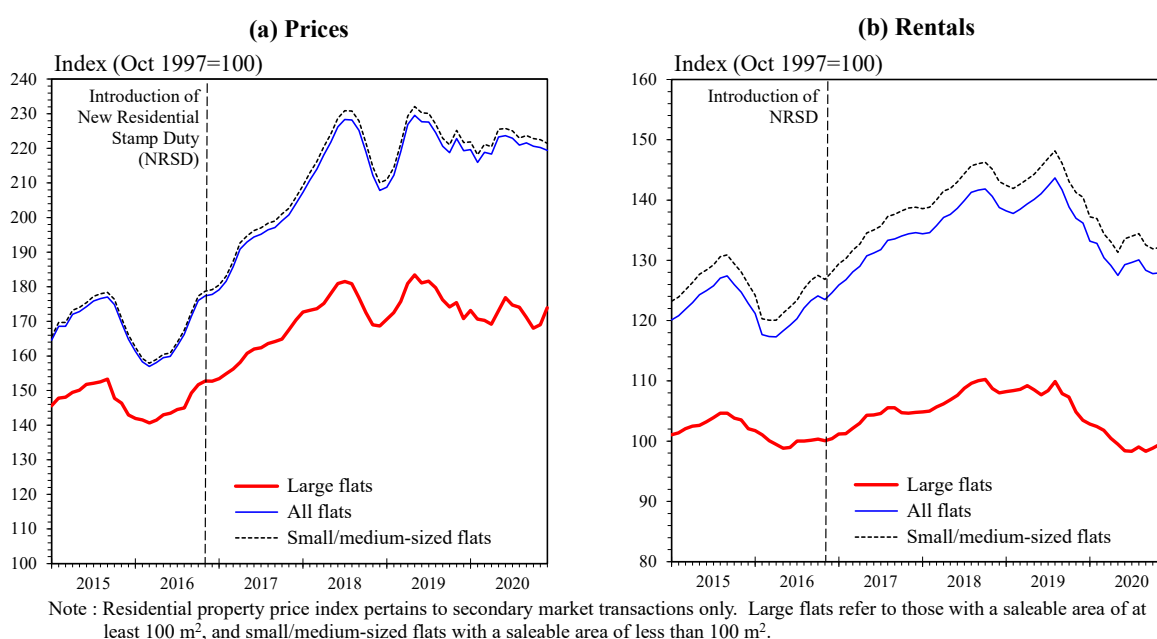 (a) Prices
Index (Oct 1997=100)
240
230
220
210
200
190
180
170
160
150
140
130
120
110
100
Introduction of
New Residential
Stamp Duty
(NRSD)
Large flats
All flats
Small/medium-sized flats
2015 2016 2017 2018 2019 2020
(b) Rentals
Index (Oct 1997=100)
160
150
140
130
120
110
100
90
80
Introduction of
NRSD
Large flats
All flats
Small/medium-sized flats
2015 2016 2017 2018 2019 2020
Note : Residential property price index pertains to secondary market transactions only. Large flats refer to those with a saleable area of at
least 100 m², and small/medium-sized flats with a saleable area of less than 100 m².